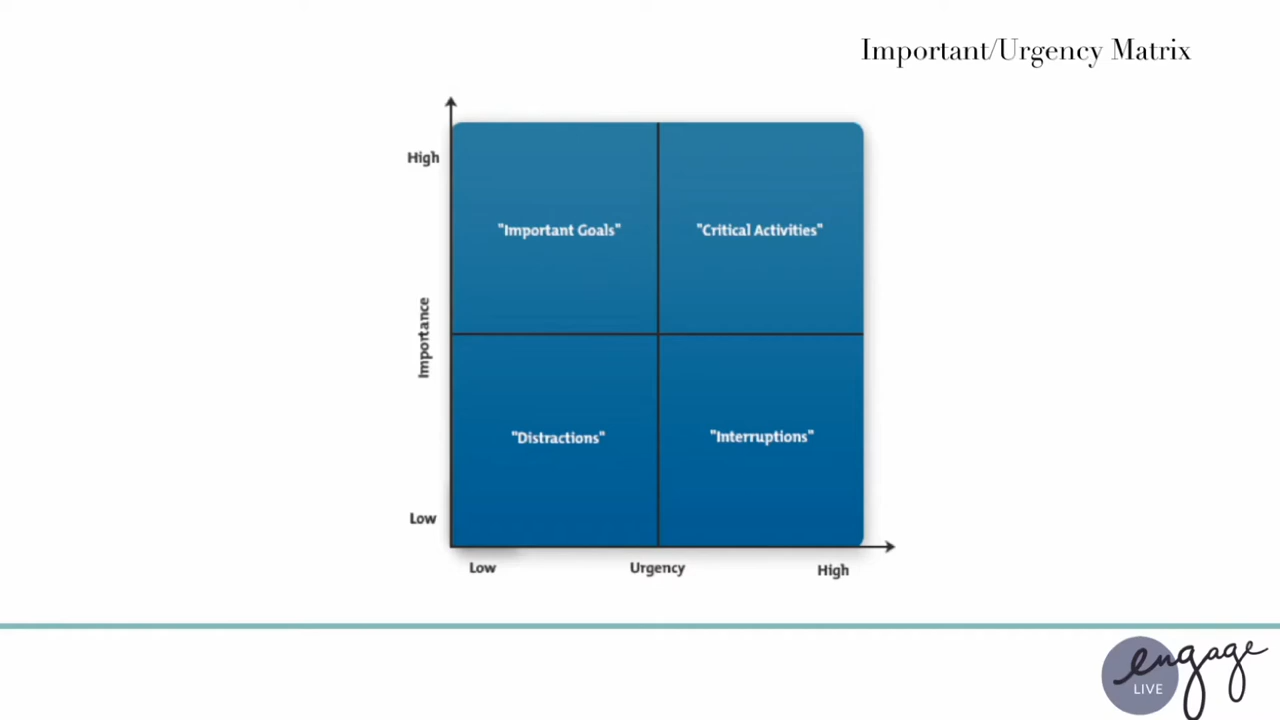 Important/Urgency Matrix
High
"Important Goals"
"Critical Activities"
Importance
"Distractions"
"Interruptions"
Low
Low
Urgency
High
engage
LIVE